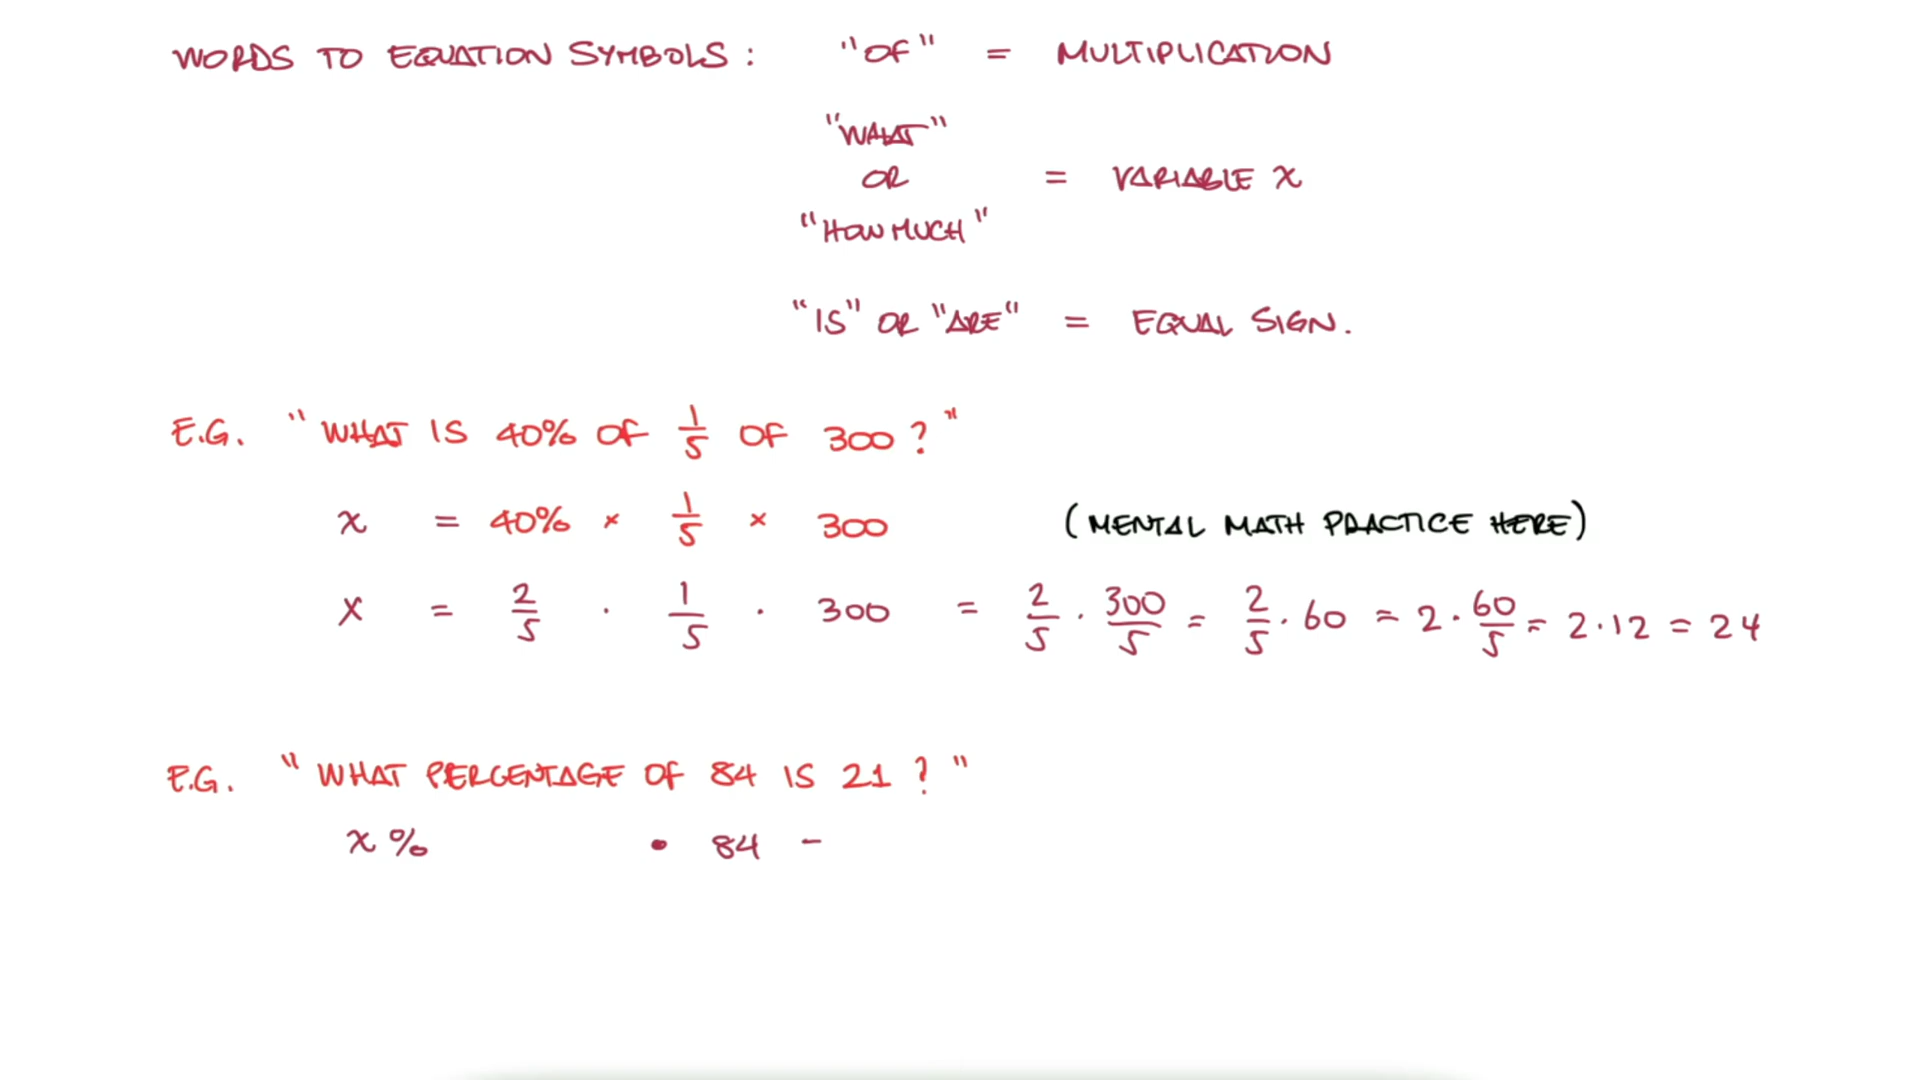 WORDS TO EQUATION SYMBOLS: "OF" = MULTIPLICATION
"WHAT"
OR = VARIABLE x
"HOW MUCH"
"IS" OR "ARE" = EQUAL SIGN.
E.G. "WHAT IS 40% OF 1/5 OF 300?"
x = 40% × 1/5 × 300 (MENTAL MATH PRACTICE HERE)
x = 2/5 · 1/5 · 300 = 2/5 · 300/5 = 2/5 · 60 = 2 · 60/5 = 2 · 12 = 24
E.G. "WHAT PERCENTAGE OF 84 IS 21?"
x% · 84 -